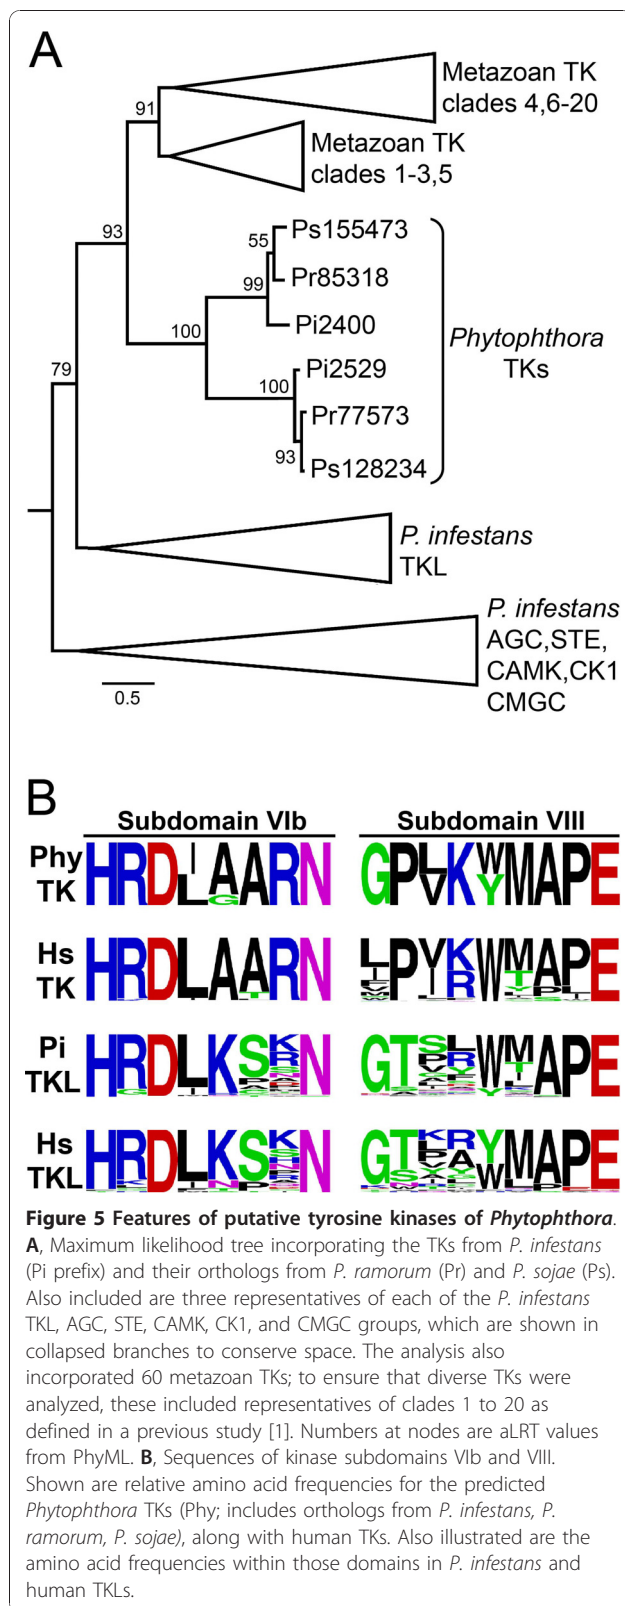 A
Metazoan TK
clades 4,6-20
91
Metazoan TK
clades 1-3,5
93
Ps155473
55
Pr85318
99
Pi2400
100
Phytophthora
TKs
Pi2529
79
100
Pr77573
93
Ps128234
P. infestans
TKL
P. infestans
AGC,STE,
CAMK,CK1
CMGC
0.5
B
Subdomain VIb
Subdomain VIII
Phy
TK
Hs
TK
Pi
TKL
Hs
TKL
Figure 5 Features of putative tyrosine kinases of Phytophthora.
A, Maximum likelihood tree incorporating the TKs from P. infestans
(Pi prefix) and their orthologs from P. ramorum (Pr) and P. sojae (Ps).
Also included are three representatives of each of the P. infestans
TKL, AGC, STE, CAMK, CK1, and CMGC groups, which are shown in
collapsed branches to conserve space. The analysis also
incorporated 60 metazoan TKs; to ensure that diverse TKs were
analyzed, these included representatives of clades 1 to 20 as
defined in a previous study [1]. Numbers at nodes are aLRT values
from PhyML. B, Sequences of kinase subdomains VIb and VIII.
Shown are relative amino acid frequencies for the predicted
Phytophthora TKs (Phy; includes orthologs from P. infestans, P.
ramorum, P. sojae), along with human TKs. Also illustrated are the
amino acid frequencies within those domains in P. infestans and
human TKLs.